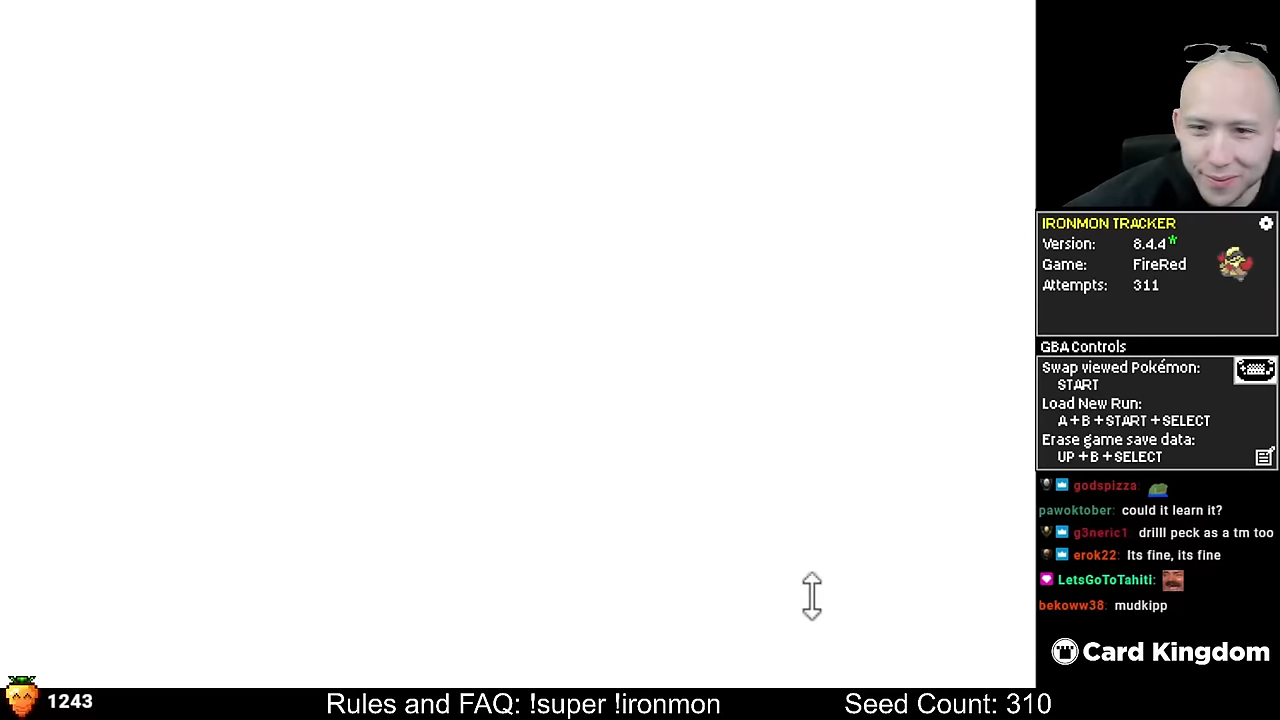 IRONMON TRACKER
Version: 8.4.4*
Game: FireRed
Attempts: 311
GBA Controls
Swap viewed Pokémon:
START
Load New Run:
A + B + START + SELECT
Erase game save data:
UP + B + SELECT
godspizza:
pawoktober: could it learn it?
g3neric1 drilll peck as a tm too
erok22: Its fine, its fine
LetsGoToTahiti:
bekoww38: mudkipp
Card Kingdom
1243 Rules and FAQ: !super !ironmon Seed Count: 310